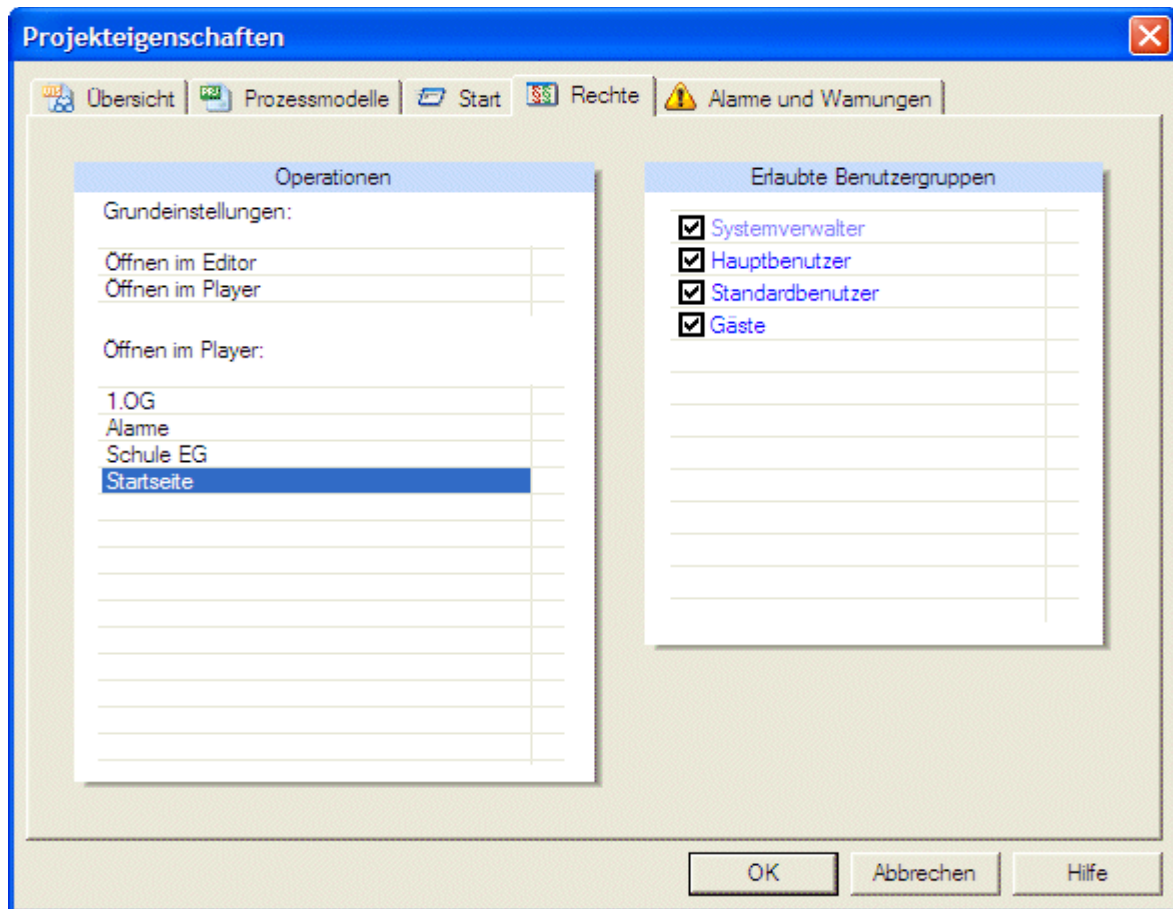 Projekteigenschaften
Übersicht Prozessmodelle Start §§ Rechte Alarme und Warnungen
Operationen
Grundeinstellungen:
Öffnen im Editor
Öffnen im Player
Öffnen im Player:
1.OG
Alarme
Schule EG
Startseite
Erlaubte Benutzergruppen
Systemverwalter
Hauptbenutzer
Standardbenutzer
Gäste
OK Abbrechen Hilfe